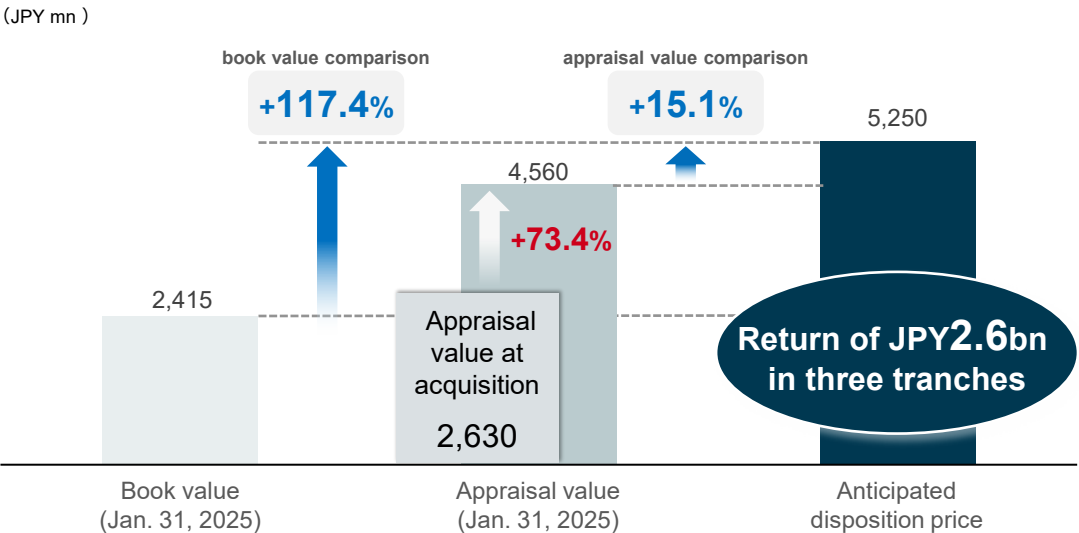 （JPY mn ）
book value comparison
+117.4%
appraisal value comparison
+15.1%
5,250
4,560
+73.4%
2,415
Appraisal
value at
acquisition
2,630
Return of JPY2.6bn
in three tranches
Book value
(Jan. 31, 2025)
Appraisal value
(Jan. 31, 2025)
Anticipated
disposition price